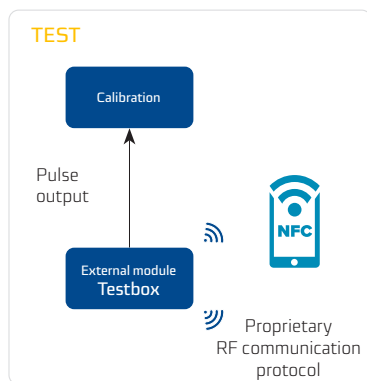 TEST
Calibration
Pulse
output
NFC
External module
Testbox
Proprietary
RF communication
protocol